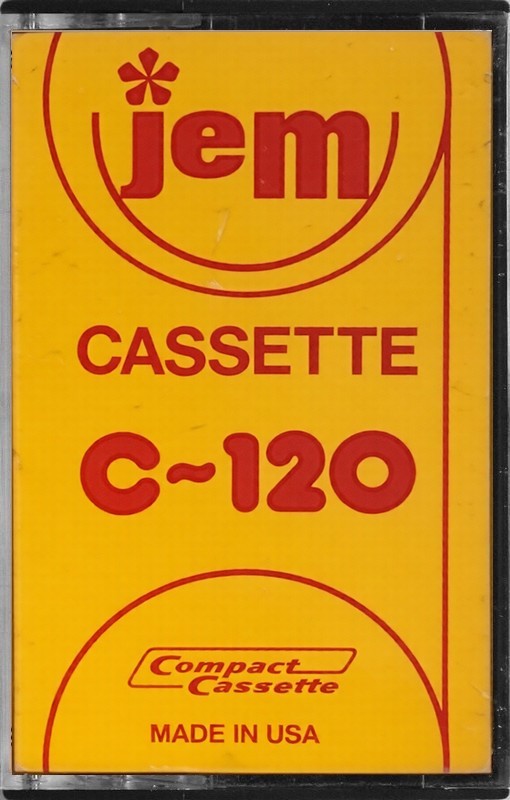 jem
CASSETTE
C~120
Compact
Cassette
MADE IN USA